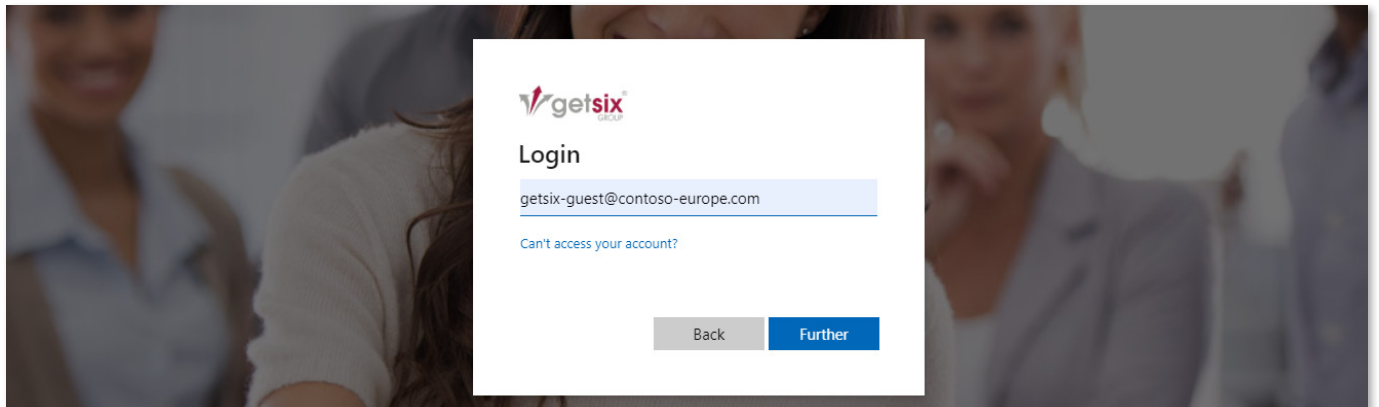 getsix®
GROUP
Login
getsix-guest@contoso-europe.com
Can't access your account?
Back
Further